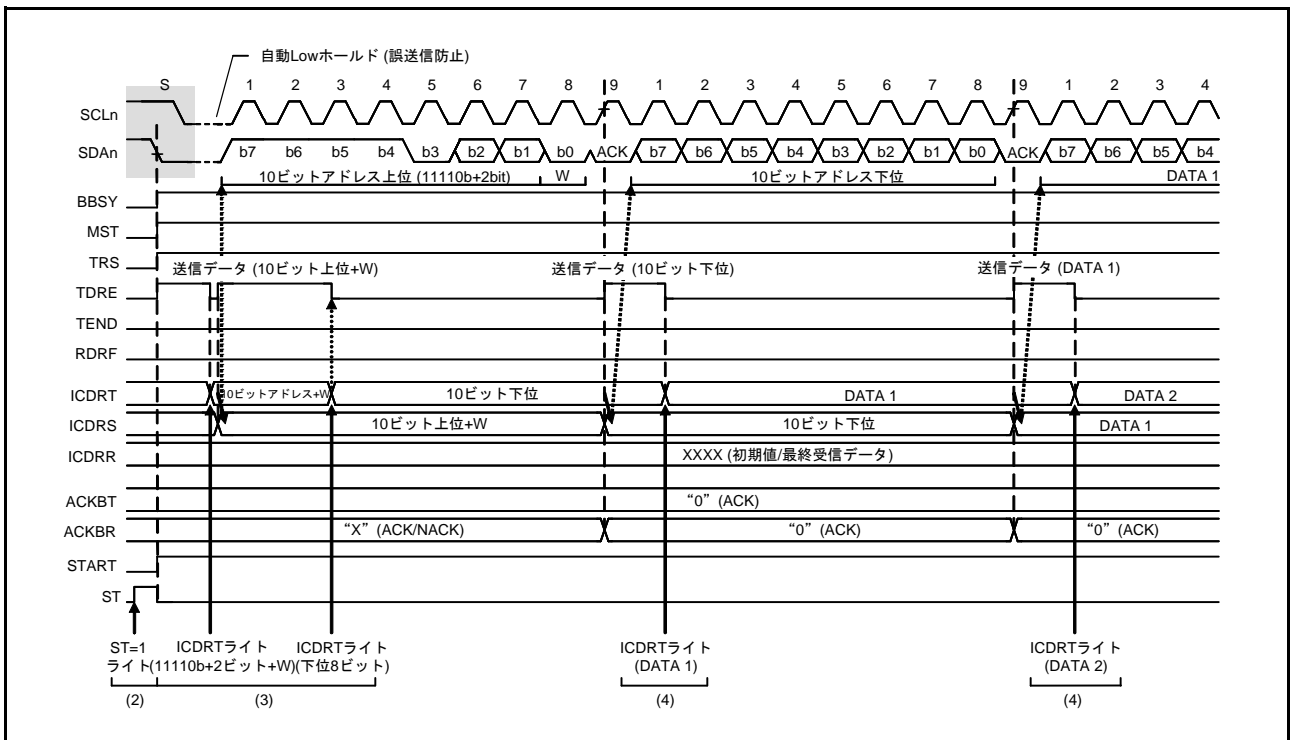 自動Lowホールド (誤送信防止)
S 1 2 3 4 5 6 7 8 9 1 2 3 4 5 6 7 8 9 1 2 3 4
SCLn
SDAn b7 b6 b5 b4 b3 b2 b1 b0 ACK b7 b6 b5 b4 b3 b2 b1 b0 ACK b7 b6 b5 b4
10ビットアドレス上位 (11110b+2bit) W 10ビットアドレス下位 DATA 1
BBSY
MST
TRS
送信データ (10ビット上位+W) 送信データ (10ビット下位) 送信データ (DATA 1)
TDRE
TEND
RDRF
ICDRT 10ビットアドレス+W 10ビット下位 DATA 1 DATA 2
ICDRS 10ビット上位+W 10ビット下位 DATA 1
ICDRR XXXX (初期値/最終受信データ)
ACKBT “0” (ACK)
ACKBR “X” (ACK/NACK) “0” (ACK) “0” (ACK)
START
ST
ST=1 ICDRTライト ICDRTライト ICDRTライト ICDRTライト
ライト (11110b+2ビット+W) (下位8ビット) (DATA 1) (DATA 2)
(2) (3) (4) (4)